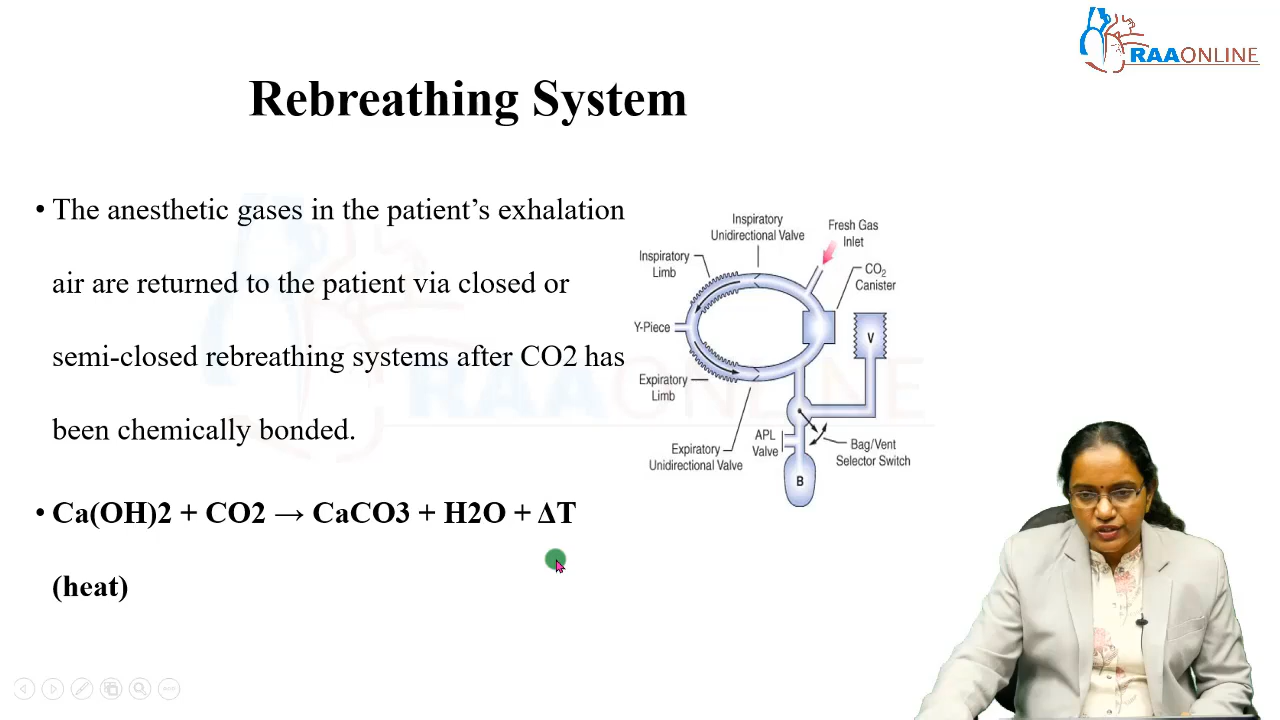 RAAONLINE
Rebreathing System
• The anesthetic gases in the patient’s exhalation
air are returned to the patient via closed or
semi-closed rebreathing systems after CO2 has
been chemically bonded.
• Ca(OH)2 + CO2 → CaCO3 + H2O + ΔT
(heat)
Inspiratory
Unidirectional Valve
Fresh Gas
Inlet
Inspiratory
Limb
CO₂
Canister
Y-Piece
V
Expiratory
Limb
APL
Valve
Bag/Vent
Selector Switch
Expiratory
Unidirectional Valve
B
RAAONLINE